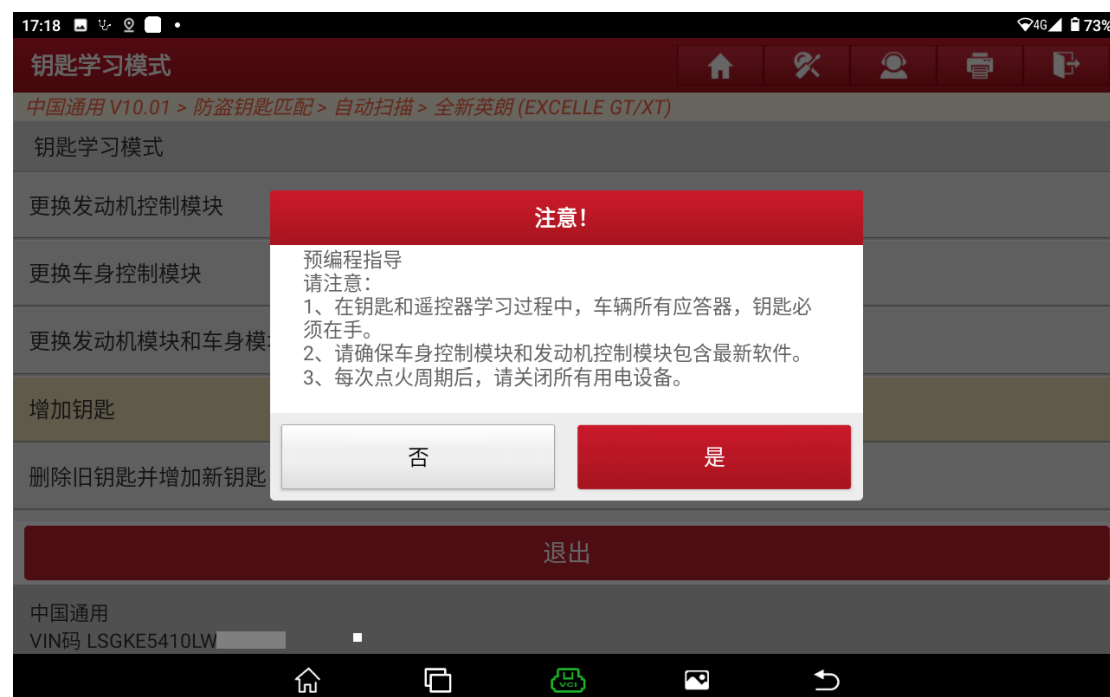 17:18
4G 73%
钥匙学习模式
中国通用 V10.01 > 防盗钥匙匹配 > 自动扫描 > 全新英朗 (EXCELLE GT/XT)
钥匙学习模式
更换发动机控制模块
更换车身控制模块
更换发动机模块和车身模
增加钥匙
删除旧钥匙并增加新钥匙
注意!
预编程指导
请注意:
1、在钥匙和遥控器学习过程中，车辆所有应答器，钥匙必
须在手。
2、请确保车身控制模块和发动机控制模块包含最新软件。
3、每次点火周期后，请关闭所有用电设备。
否
是
退出
中国通用
VIN码 LSGKE5410LW
VCI